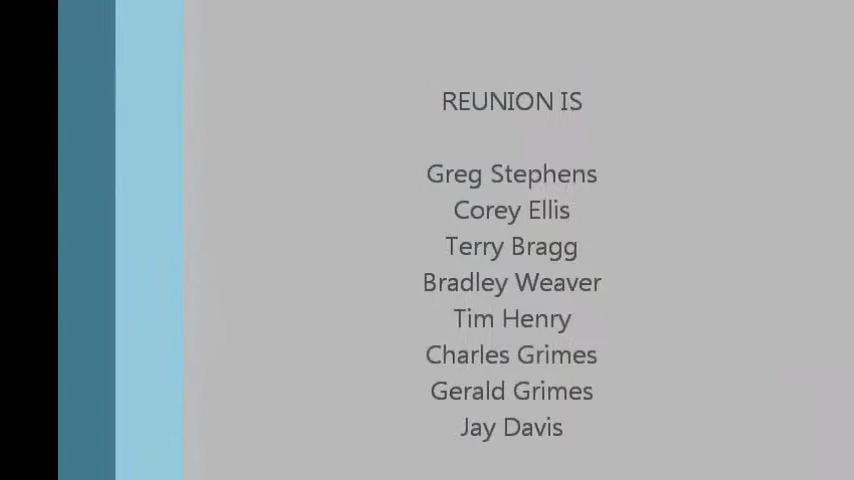 REUNION IS
Greg Stephens
Corey Ellis
Terry Bragg
Bradley Weaver
Tim Henry
Charles Grimes
Gerald Grimes
Jay Davis